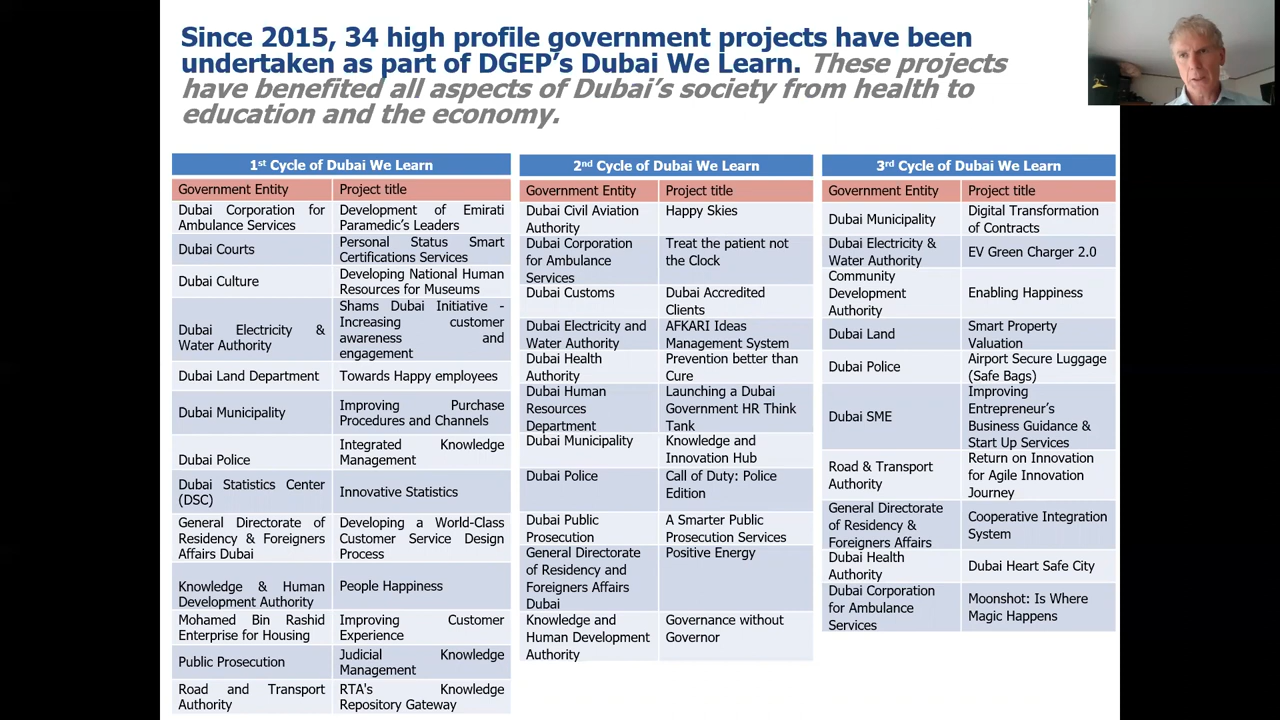 Since 2015, 34 high profile government projects have been
undertaken as part of DGEP's Dubai We Learn. These projects
have benefited all aspects of Dubai's society from health to
education and the economy.
1st Cycle of Dubai We Learn
Government Entity Project title
Dubai Corporation for Development of Emirati
Ambulance Services Paramedic's Leaders
Dubai Courts Personal Status Smart
Certifications Services
Dubai Culture Developing National Human
Resources for Museums
Shams Dubai Initiative -
Dubai Electricity & Increasing customer
Water Authority awareness and
engagement
Dubai Land Department Towards Happy employees
Dubai Municipality Improving Purchase
Procedures and Channels
Integrated Knowledge
Dubai Police Management
Dubai Statistics Center
(DSC) Innovative Statistics
General Directorate of Developing a World-Class
Residency & Foreigners Customer Service Design
Affairs Dubai Process
Knowledge & Human People Happiness
Development Authority
Mohamed Bin Rashid Improving Customer
Enterprise for Housing Experience
Public Prosecution Judicial Knowledge
Management
Road and Transport RTA's Knowledge
Authority Repository Gateway
2nd Cycle of Dubai We Learn
Government Entity Project title
Dubai Civil Aviation Happy Skies
Authority
Dubai Corporation Treat the patient not
for Ambulance the Clock
Services
Dubai Customs Dubai Accredited
Clients
Dubai Electricity and AFKARI Ideas
Water Authority Management System
Dubai Health Prevention better than
Authority Cure
Dubai Human Launching a Dubai
Resources Government HR Think
Department Tank
Dubai Municipality Knowledge and
Innovation Hub
Dubai Police Call of Duty: Police
Edition
Dubai Public A Smarter Public
Prosecution Prosecution Services
General Directorate Positive Energy
of Residency and
Foreigners Affairs
Dubai
Knowledge and Governance without
Human Development Governor
Authority
3rd Cycle of Dubai We Learn
Government Entity Project title
Dubai Municipality Digital Transformation
of Contracts
Dubai Electricity & EV Green Charger 2.0
Water Authority
Community
Development Enabling Happiness
Authority
Dubai Land Smart Property
Valuation
Dubai Police Airport Secure Luggage
(Safe Bags)
Improving
Dubai SME Entrepreneur's
Business Guidance &
Start Up Services
Road & Transport Return on Innovation
Authority for Agile Innovation
Journey
General Directorate Cooperative Integration
of Residency & System
Foreigners Affairs
Dubai Health Dubai Heart Safe City
Authority
Dubai Corporation Moonshot: Is Where
for Ambulance Magic Happens
Services